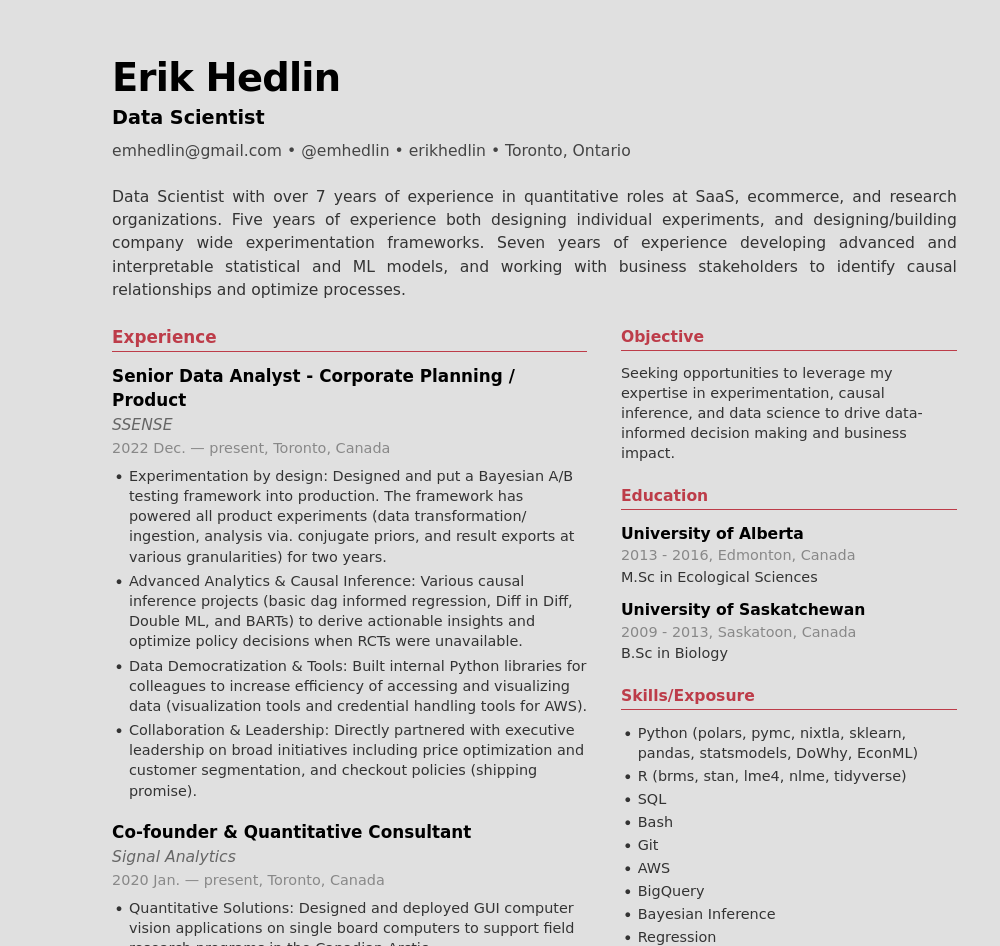 Erik Hedlin
Data Scientist
emhedlin@gmail.com • @emhedlin • erikhedlin • Toronto, Ontario
Data Scientist with over 7 years of experience in quantitative roles at SaaS, ecommerce, and research
organizations. Five years of experience both designing individual experiments, and designing/building
company wide experimentation frameworks. Seven years of experience developing advanced and
interpretable statistical and ML models, and working with business stakeholders to identify causal
relationships and optimize processes.
Experience
Senior Data Analyst - Corporate Planning /
Product
SSENSE
2022 Dec. — present, Toronto, Canada
• Experimentation by design: Designed and put a Bayesian A/B
testing framework into production. The framework has
powered all product experiments (data transformation/
ingestion, analysis via. conjugate priors, and result exports at
various granularities) for two years.
• Advanced Analytics & Causal Inference: Various causal
inference projects (basic dag informed regression, Diff in Diff,
Double ML, and BARTs) to derive actionable insights and
optimize policy decisions when RCTs were unavailable.
• Data Democratization & Tools: Built internal Python libraries for
colleagues to increase efficiency of accessing and visualizing
data (visualization tools and credential handling tools for AWS).
• Collaboration & Leadership: Directly partnered with executive
leadership on broad initiatives including price optimization and
customer segmentation, and checkout policies (shipping
promise).
Co-founder & Quantitative Consultant
Signal Analytics
2020 Jan. — present, Toronto, Canada
• Quantitative Solutions: Designed and deployed GUI computer
vision applications on single board computers to support field
research programs in the Canadian Arctic.
Objective
Seeking opportunities to leverage my
expertise in experimentation, causal
inference, and data science to drive data-
informed decision making and business
impact.
Education
University of Alberta
2013 - 2016, Edmonton, Canada
M.Sc in Ecological Sciences
University of Saskatchewan
2009 - 2013, Saskatoon, Canada
B.Sc in Biology
Skills/Exposure
• Python (polars, pymc, nixtla, sklearn,
pandas, statsmodels, DoWhy, EconML)
• R (brms, stan, lme4, nlme, tidyverse)
• SQL
• Bash
• Git
• AWS
• BigQuery
• Bayesian Inference
• Regression